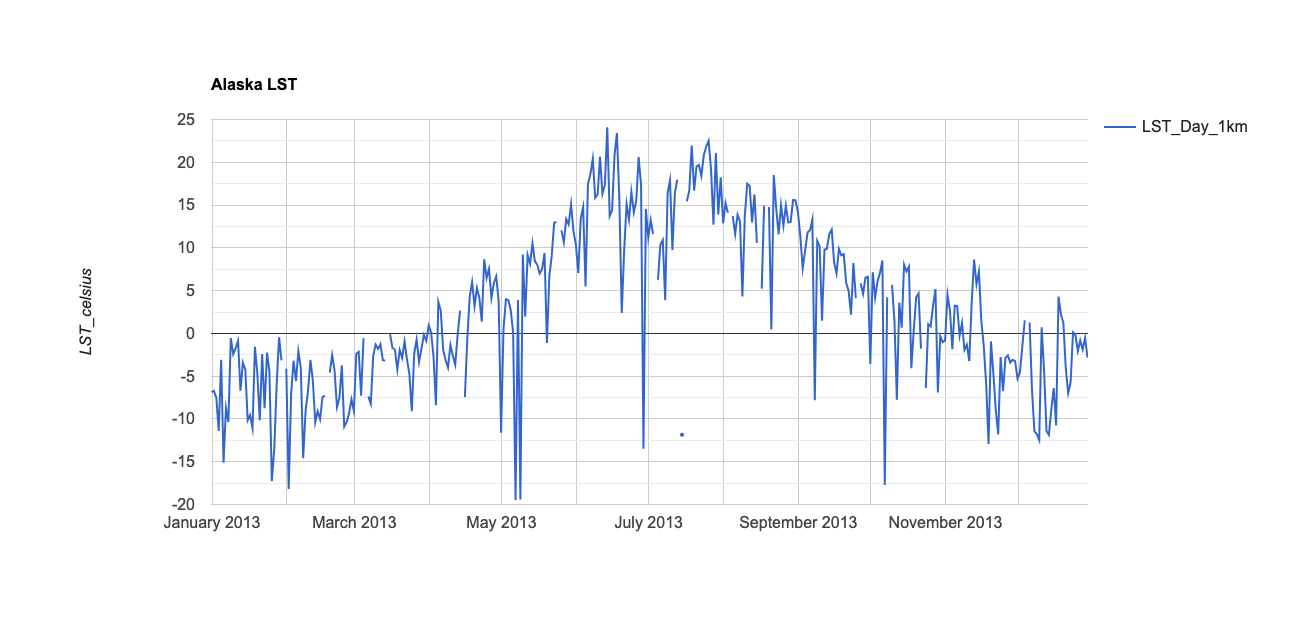 Alaska LST
LST_Day_1km
25
20
15
10
5
0
-5
-10
-15
-20
LST_celsius
January 2013
March 2013
May 2013
July 2013
September 2013
November 2013